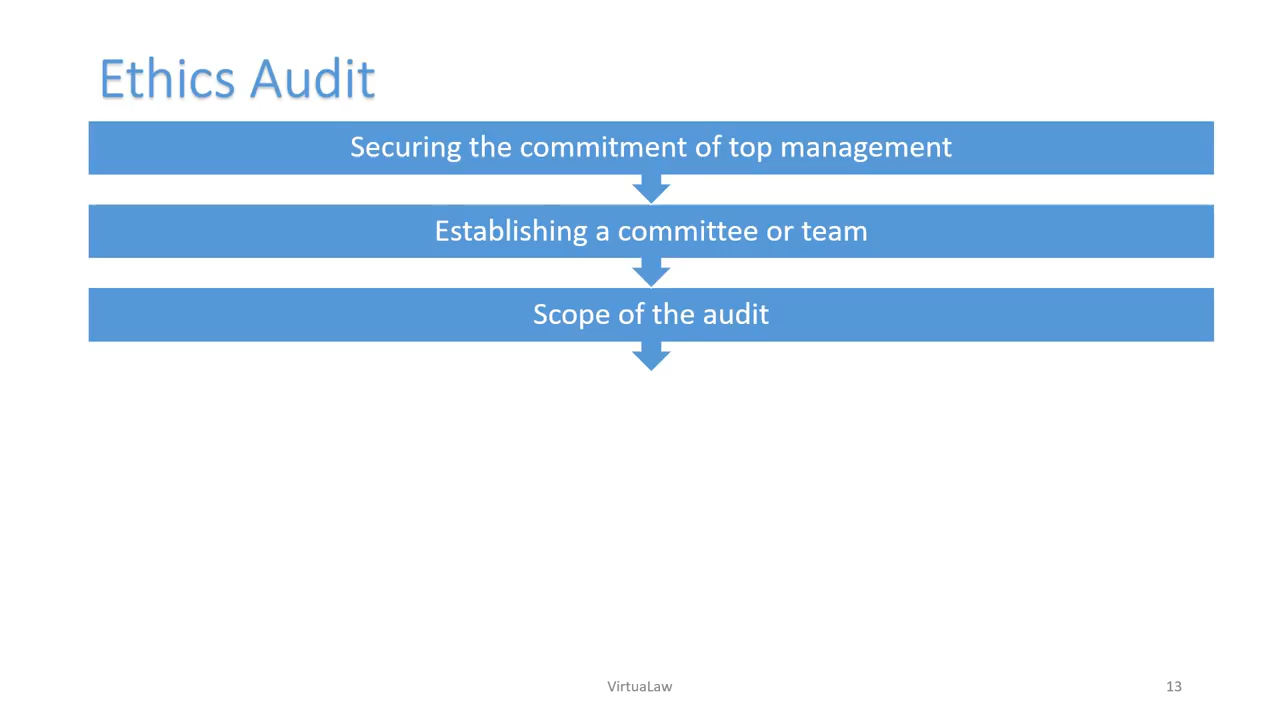 Ethics Audit
Securing the commitment of top management
Establishing a committee or team
Scope of the audit
VirtuaLaw
13